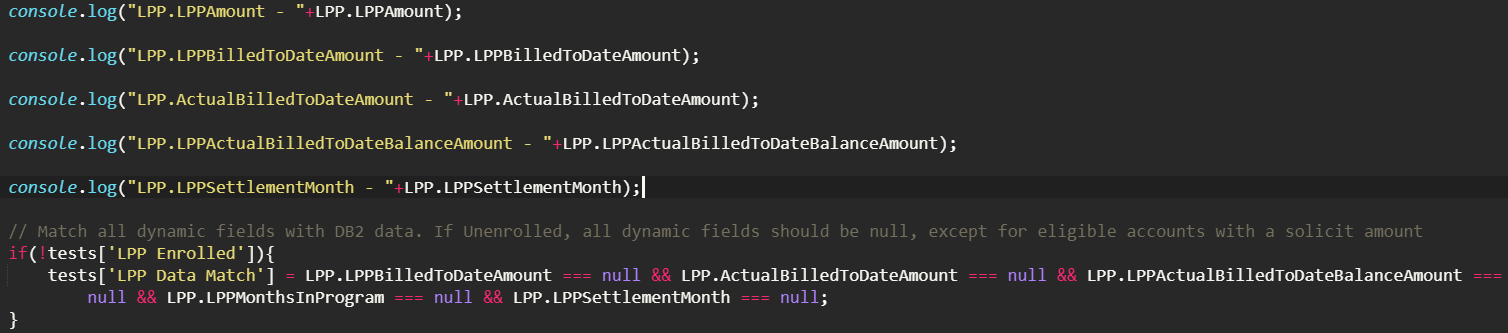 console.log("LPP.LPPAmount - "+LPP.LPPAmount);
console.log("LPP.LPPBilledToDateAmount - "+LPP.LPPBilledToDateAmount);
console.log("LPP.ActualBilledToDateAmount - "+LPP.ActualBilledToDateAmount);
console.log("LPP.LPPActualBilledToDateBalanceAmount - "+LPP.LPPActualBilledToDateBalanceAmount);
console.log("LPP.LPPSettlementMonth - "+LPP.LPPSettlementMonth);
// Match all dynamic fields with DB2 data. If Unenrolled, all dynamic fields should be null, except for eligible accounts with a solicit amount
if(!tests['LPP Enrolled']){
tests['LPP Data Match'] = LPP.LPPBilledToDateAmount === null && LPP.ActualBilledToDateAmount === null && LPP.LPPActualBilledToDateBalanceAmount ===
null && LPP.LPPMonthsInProgram === null && LPP.LPPSettlementMonth === null;
}